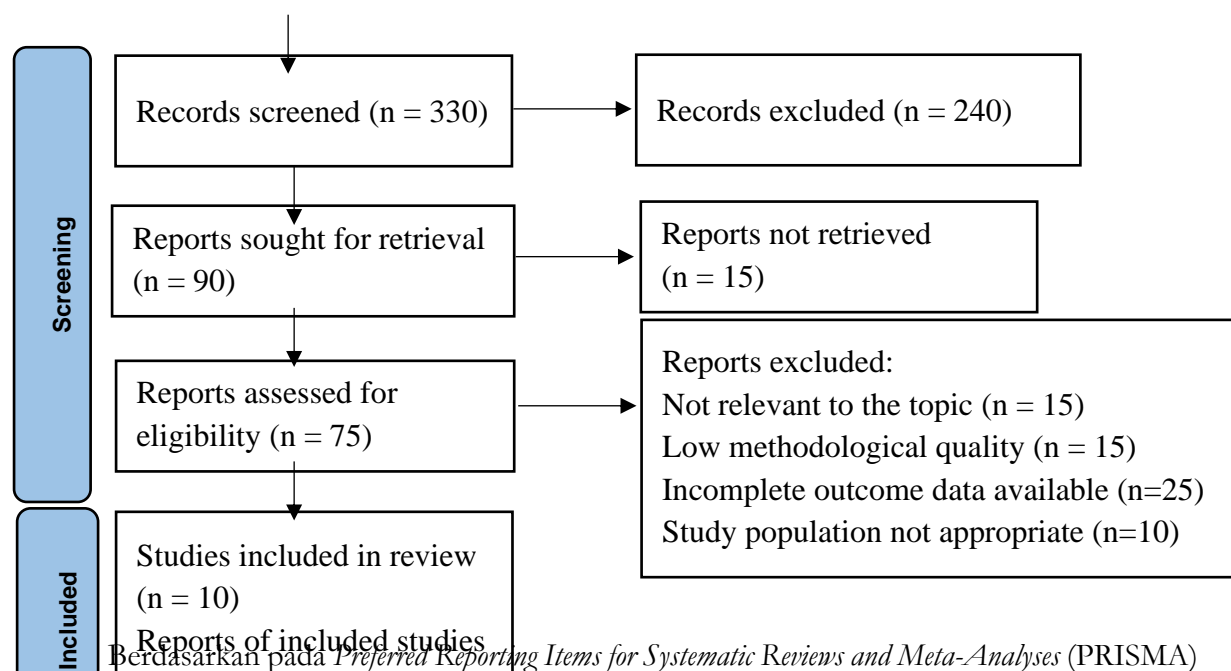 Screening
Records screened (n = 330)
Records excluded (n = 240)
Reports sought for retrieval
(n = 90)
Reports not retrieved
(n = 15)
Reports assessed for
eligibility (n = 75)
Reports excluded:
Not relevant to the topic (n = 15)
Low methodological quality (n = 15)
Incomplete outcome data available (n=25)
Study population not appropriate (n=10)
Included
Studies included in review
(n = 10)
Reports of included studies
Berdasarkan pada Preferred Reporting Items for Systematic Reviews and Meta-Analyses (PRISMA)